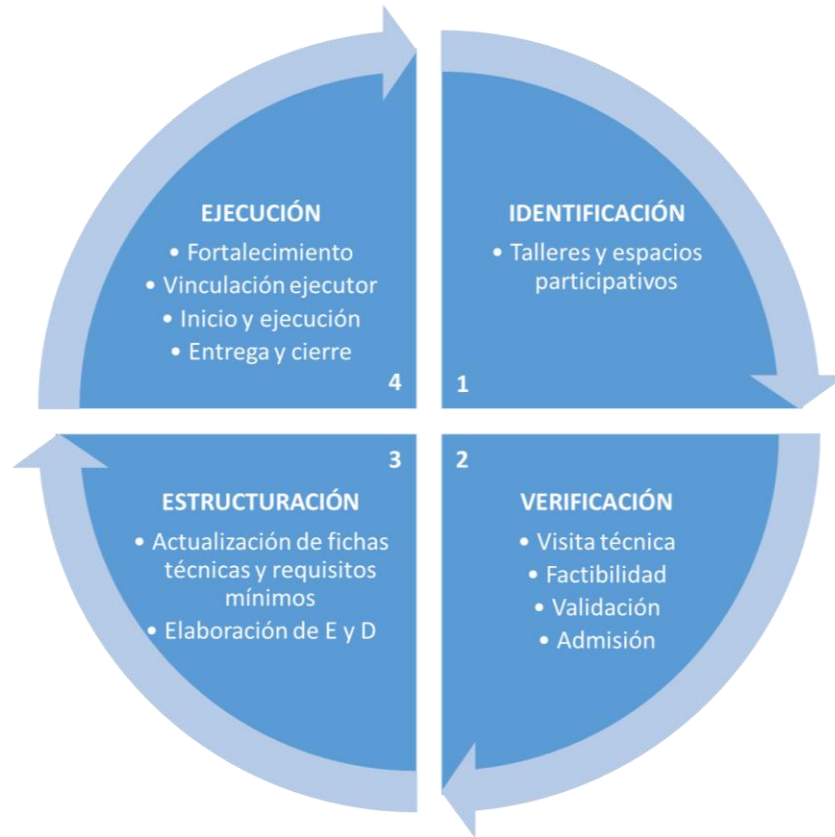 IDENTIFICACIÓN
• Talleres y espacios
participativos
1
2
VERIFICACIÓN
• Visita técnica
• Factibilidad
• Validación
• Admisión
3
ESTRUCTURACIÓN
• Actualización de fichas
técnicas y requisitos
mínimos
• Elaboración de E y D
EJECUCIÓN
• Fortalecimiento
• Vinculación ejecutor
• Inicio y ejecución
• Entrega y cierre
4